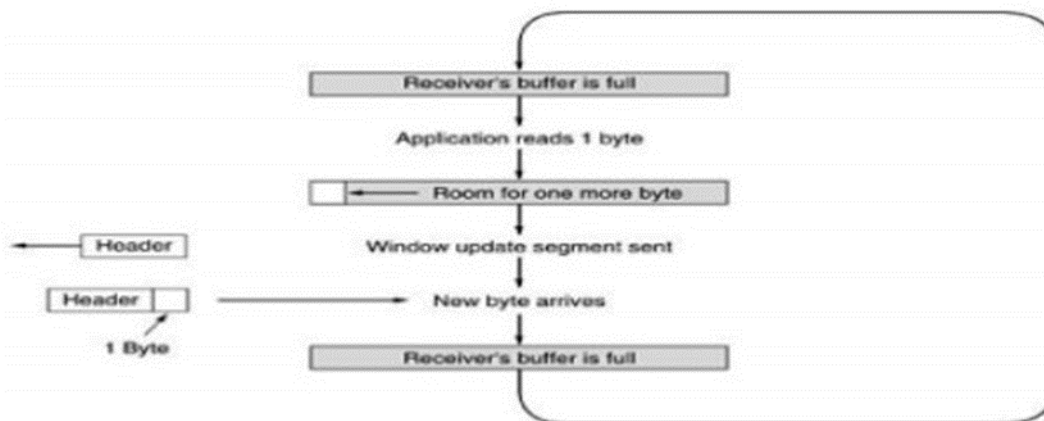 Receiver's buffer is full
Application reads 1 byte
Room for one more byte
Header
Window update segment sent
Header
New byte arrives
1 Byte
Receiver's buffer is full